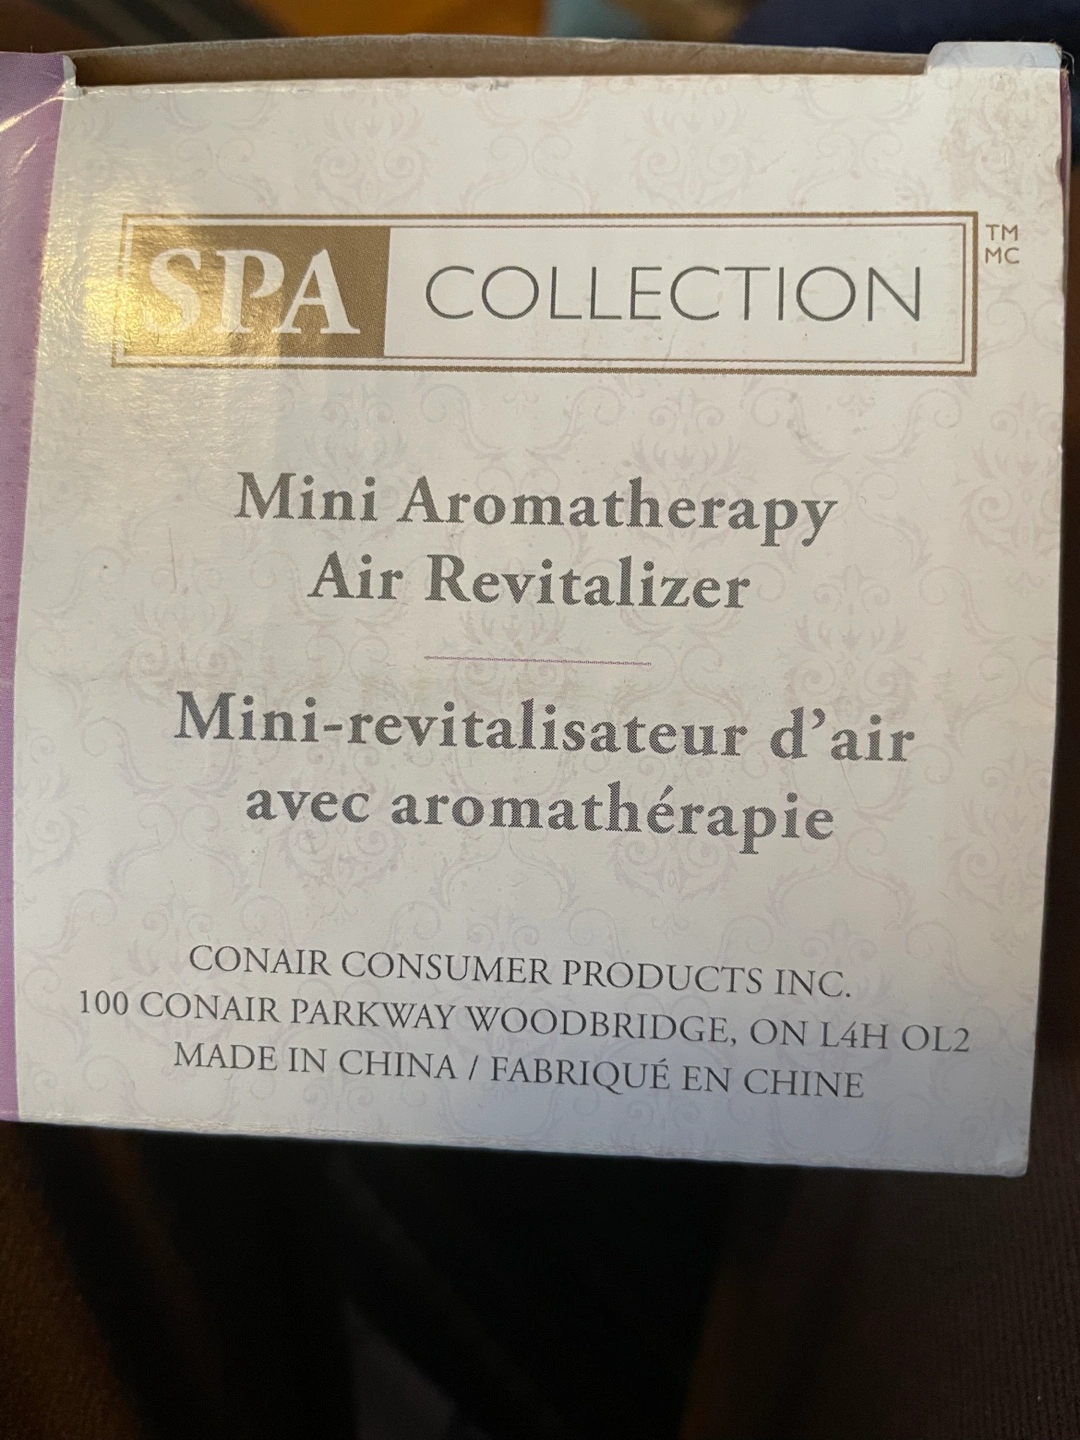 SPA COLLECTION TM MC
Mini Aromatherapy
Air Revitalizer
Mini-revitalisateur d’air
avec aromathérapie
CONAIR CONSUMER PRODUCTS INC.
100 CONAIR PARKWAY WOODBRIDGE, ON L4H OL2
MADE IN CHINA / FABRIQUÉ EN CHINE